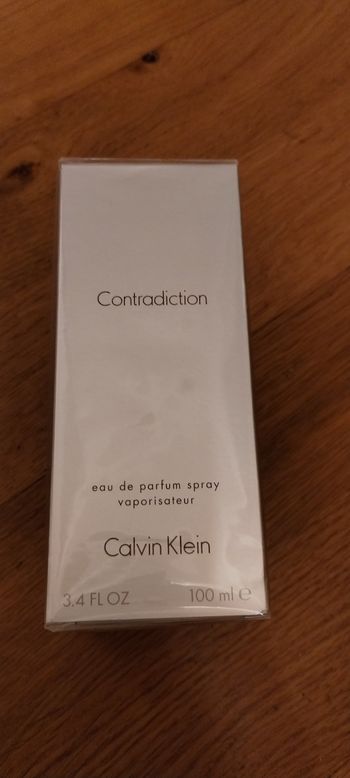 Contradiction
eau de parfum spray
vaporisateur
Calvin Klein
3.4 FL OZ 100 ml ℮